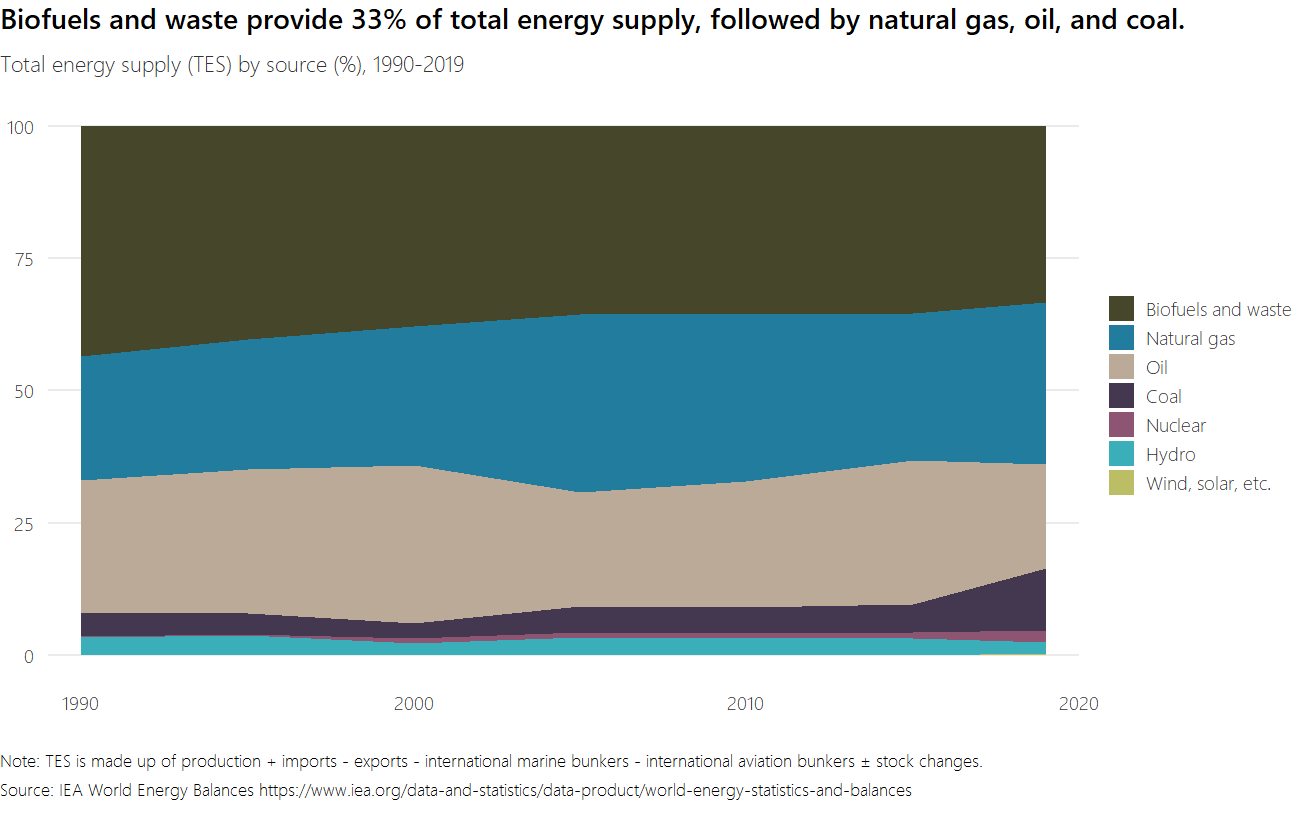 Biofuels and waste provide 33% of total energy supply, followed by natural gas, oil, and coal.
Total energy supply (TES) by source (%), 1990-2019
100
75
50
25
0
1990 2000 2010 2020
Biofuels and waste
Natural gas
Oil
Coal
Nuclear
Hydro
Wind, solar, etc.
Note: TES is made up of production + imports - exports - international marine bunkers - international aviation bunkers ± stock changes.
Source: IEA World Energy Balances https://www.iea.org/data-and-statistics/data-product/world-energy-statistics-and-balances